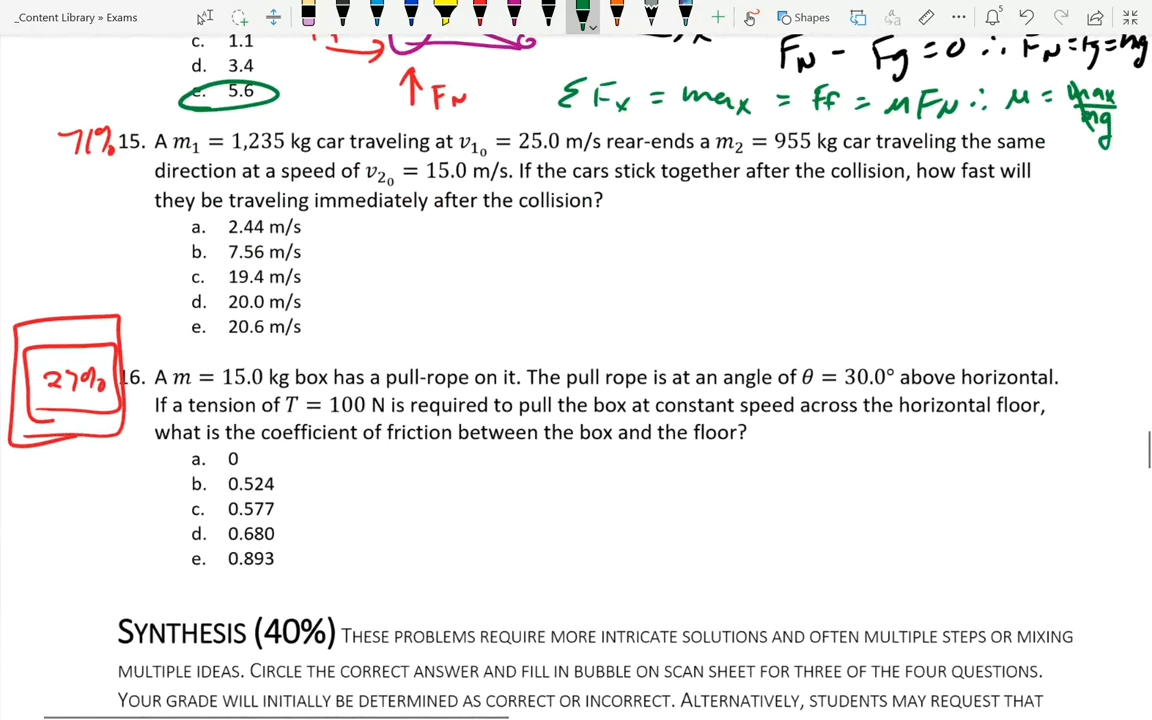 _Content Library » Exams
Shapes
5
c. 1.1
d. 3.4
e. 5.6
FN
FN - Fg = 0 ∴ FN = Fg = mg
ΣFx = max = Ff = μFN ∴ μ = max/mg
71%
15. A m₁ = 1,235 kg car traveling at v₁₀ = 25.0 m/s rear-ends a m₂ = 955 kg car traveling the same
direction at a speed of v₂₀ = 15.0 m/s. If the cars stick together after the collision, how fast will
they be traveling immediately after the collision?
a. 2.44 m/s
b. 7.56 m/s
c. 19.4 m/s
d. 20.0 m/s
e. 20.6 m/s
27%
16. A m = 15.0 kg box has a pull-rope on it. The pull rope is at an angle of θ = 30.0° above horizontal.
If a tension of T = 100 N is required to pull the box at constant speed across the horizontal floor,
what is the coefficient of friction between the box and the floor?
a. 0
b. 0.524
c. 0.577
d. 0.680
e. 0.893
SYNTHESIS (40%) THESE PROBLEMS REQUIRE MORE INTRICATE SOLUTIONS AND OFTEN MULTIPLE STEPS OR MIXING
MULTIPLE IDEAS. CIRCLE THE CORRECT ANSWER AND FILL IN BUBBLE ON SCAN SHEET FOR THREE OF THE FOUR QUESTIONS.
YOUR GRADE WILL INITIALLY BE DETERMINED AS CORRECT OR INCORRECT. ALTERNATIVELY, STUDENTS MAY REQUEST THAT